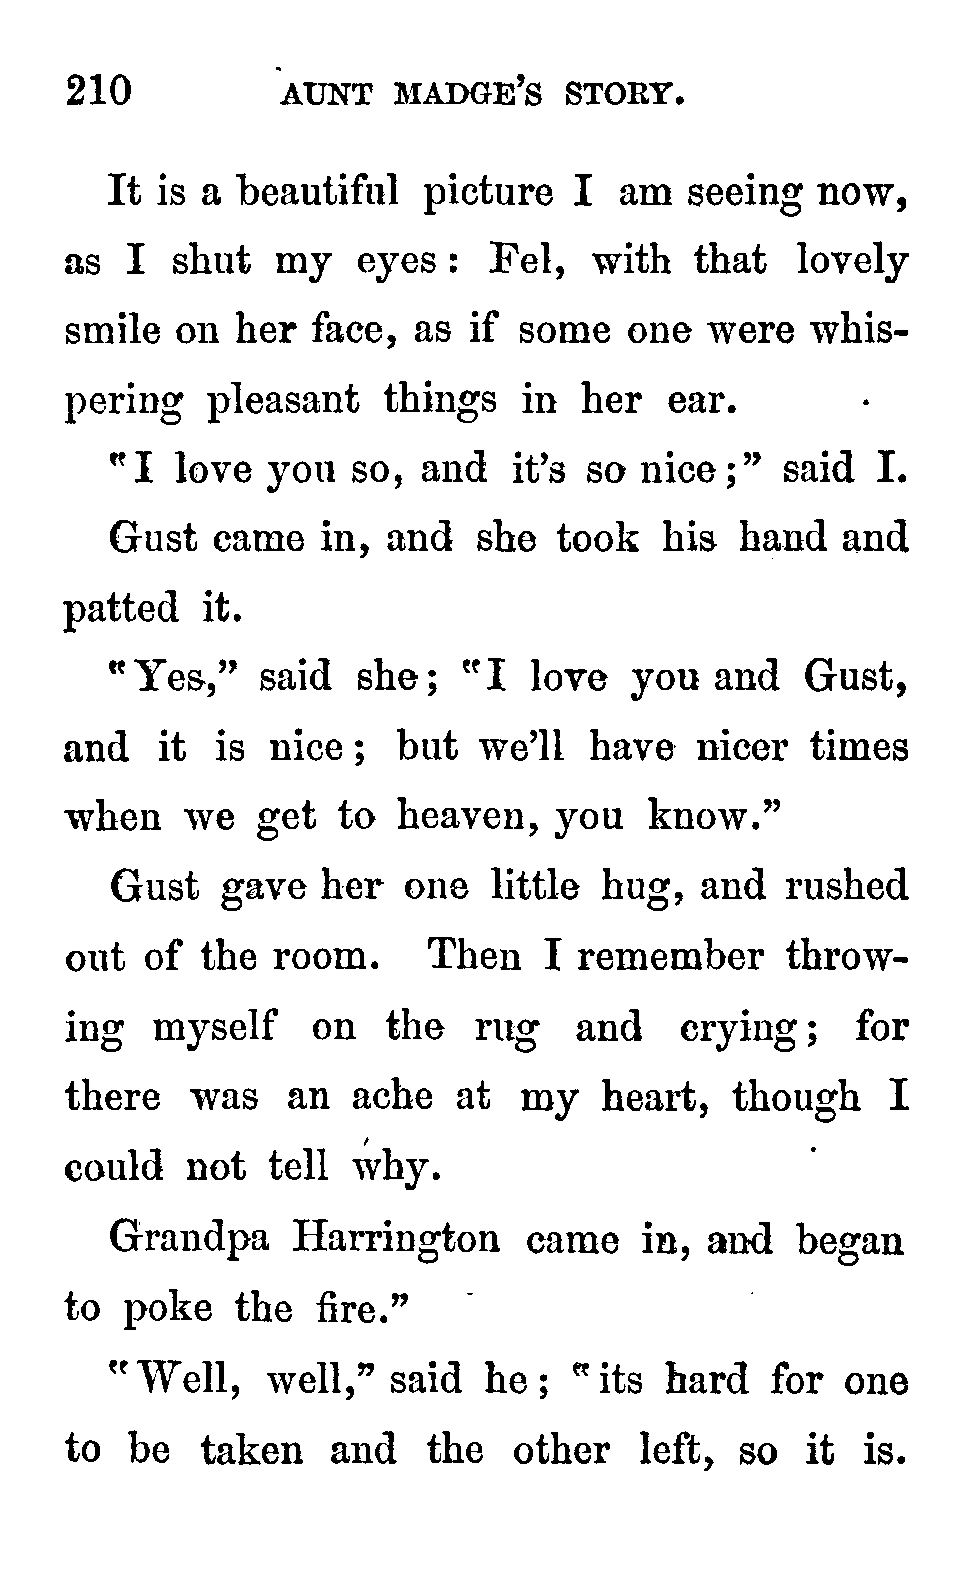 210 AUNT MADGE'S STORY.
It is a beautiful picture I am seeing now,
as I shut my eyes: Fel, with that lovely
smile on her face, as if some one were whis-
pering pleasant things in her ear.
"I love you so, and it's so nice;" said I.
Gust came in, and she took his hand and
patted it.
"Yes," said she; "I love you and Gust,
and it is nice; but we'll have nicer times
when we get to heaven, you know."
Gust gave her one little hug, and rushed
out of the room. Then I remember throw-
ing myself on the rug and crying; for
there was an ache at my heart, though I
could not tell why.
Grandpa Harrington came in, and began
to poke the fire."
"Well, well," said he; "its hard for one
to be taken and the other left, so it is.